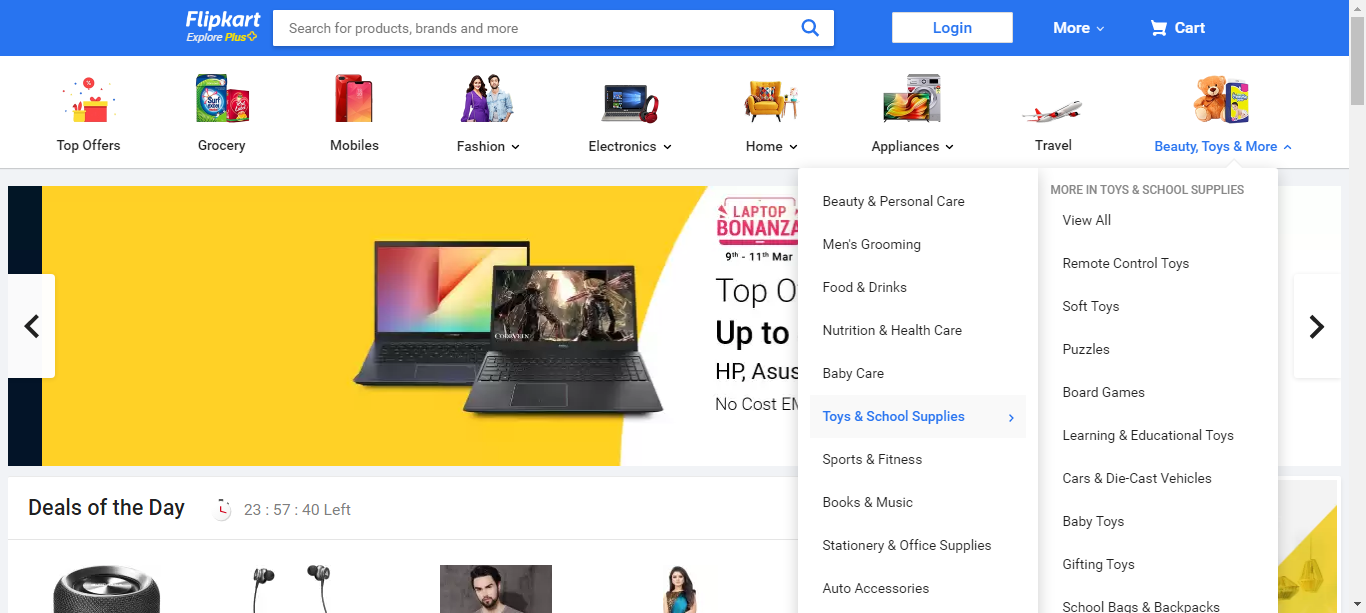 Flipkart
Explore Plus
Search for products, brands and more
Login
More
Cart
Top Offers
Grocery
Mobiles
Fashion
Electronics
Home
Appliances
Travel
Beauty, Toys & More
Surf
excel
LAPTOP
BONANZA
9th - 11th Mar
Top O
Up to
HP, Asus
No Cost EM
CODE VEIN
Beauty & Personal Care
Men's Grooming
Food & Drinks
Nutrition & Health Care
Baby Care
Toys & School Supplies
Sports & Fitness
Books & Music
Stationery & Office Supplies
Auto Accessories
MORE IN TOYS & SCHOOL SUPPLIES
View All
Remote Control Toys
Soft Toys
Puzzles
Board Games
Learning & Educational Toys
Cars & Die-Cast Vehicles
Baby Toys
Gifting Toys
School Bags & Backpacks
Deals of the Day
23 : 57 : 40 Left